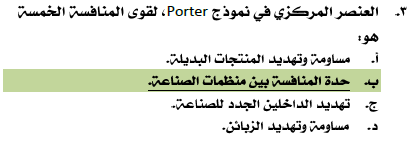 ٣- العنصر المركزي في نموذج Porter، لقوى المنافسة الخمسة
هو:
أ- مساومة وتهديد المنتجات البديلة.
ب- حدة المنافسة بين منظمات الصناعة.
ج- تهديد الداخلين الجدد للصناعة.
د- مساومة وتهديد الزبائن.